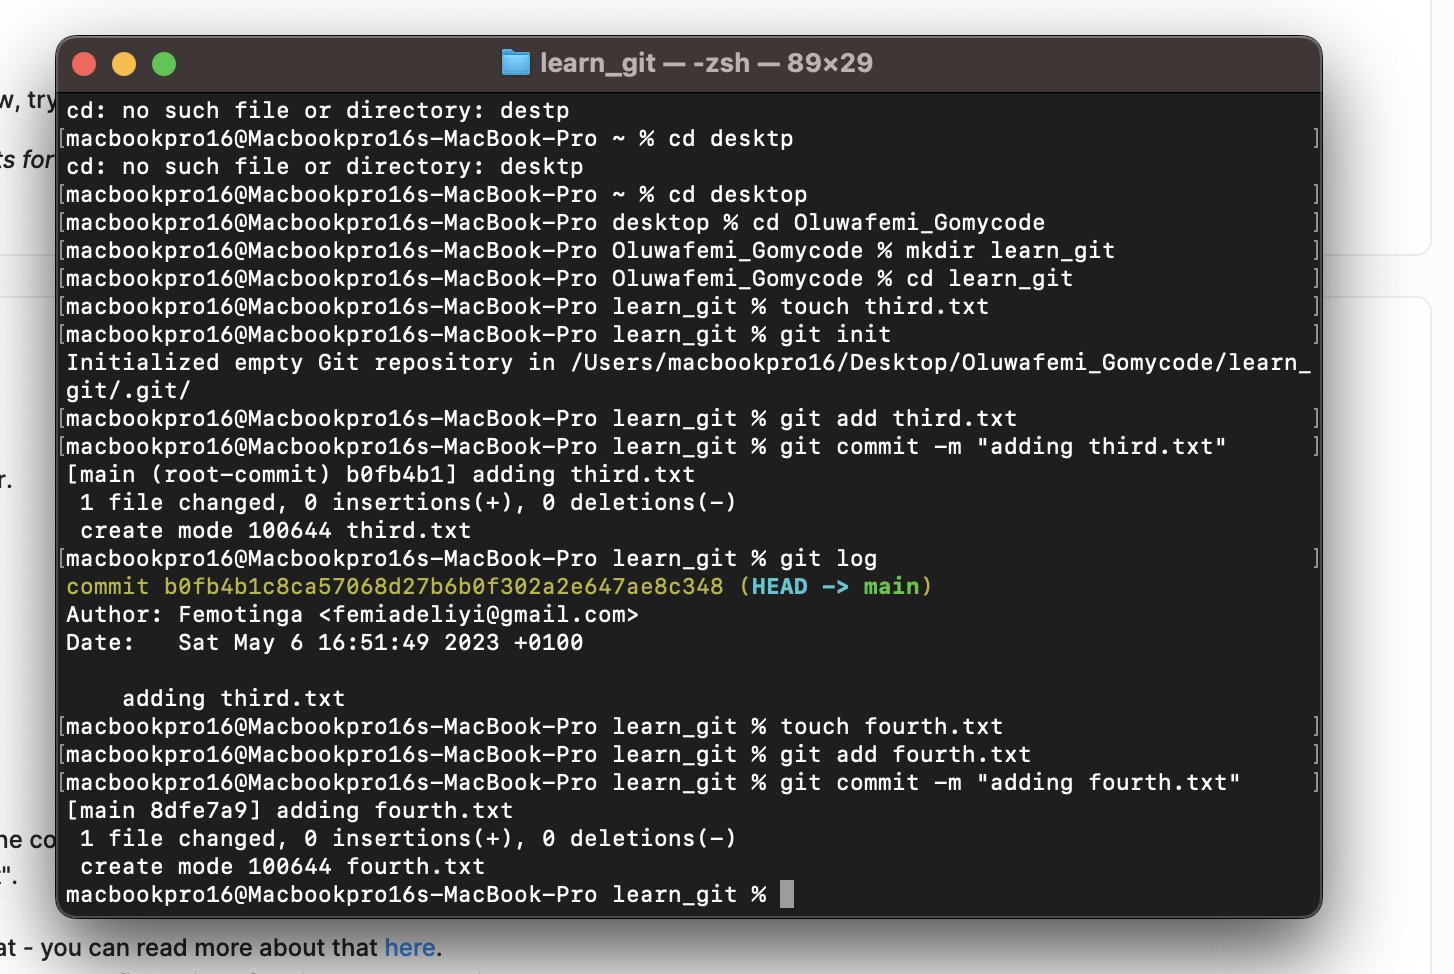 learn_git — -zsh — 89×29
w, try
cd: no such file or directory: destp
[macbookpro16@Macbookpro16s-MacBook-Pro ~ % cd desktp ]
ts for
cd: no such file or directory: desktp
[macbookpro16@Macbookpro16s-MacBook-Pro ~ % cd desktop ]
[macbookpro16@Macbookpro16s-MacBook-Pro desktop % cd Oluwafemi_Gomycode ]
[macbookpro16@Macbookpro16s-MacBook-Pro Oluwafemi_Gomycode % mkdir learn_git ]
[macbookpro16@Macbookpro16s-MacBook-Pro Oluwafemi_Gomycode % cd learn_git ]
[macbookpro16@Macbookpro16s-MacBook-Pro learn_git % touch third.txt ]
[macbookpro16@Macbookpro16s-MacBook-Pro learn_git % git init ]
Initialized empty Git repository in /Users/macbookpro16/Desktop/Oluwafemi_Gomycode/learn_
git/.git/
[macbookpro16@Macbookpro16s-MacBook-Pro learn_git % git add third.txt ]
[macbookpro16@Macbookpro16s-MacBook-Pro learn_git % git commit -m "adding third.txt" ]
[main (root-commit) b0fb4b1] adding third.txt
r.
 1 file changed, 0 insertions(+), 0 deletions(-)
 create mode 100644 third.txt
[macbookpro16@Macbookpro16s-MacBook-Pro learn_git % git log ]
commit b0fb4b1c8ca57068d27b6b0f302a2e647ae8c348 (HEAD -> main)
Author: Femotinga <femiadeliyi@gmail.com>
Date:   Sat May 6 16:51:49 2023 +0100
    adding third.txt
[macbookpro16@Macbookpro16s-MacBook-Pro learn_git % touch fourth.txt ]
[macbookpro16@Macbookpro16s-MacBook-Pro learn_git % git add fourth.txt ]
[macbookpro16@Macbookpro16s-MacBook-Pro learn_git % git commit -m "adding fourth.txt" ]
[main 8dfe7a9] adding fourth.txt
ne co
 1 file changed, 0 insertions(+), 0 deletions(-)
 create mode 100644 fourth.txt
".
macbookpro16@Macbookpro16s-MacBook-Pro learn_git %
at - you can read more about that here.